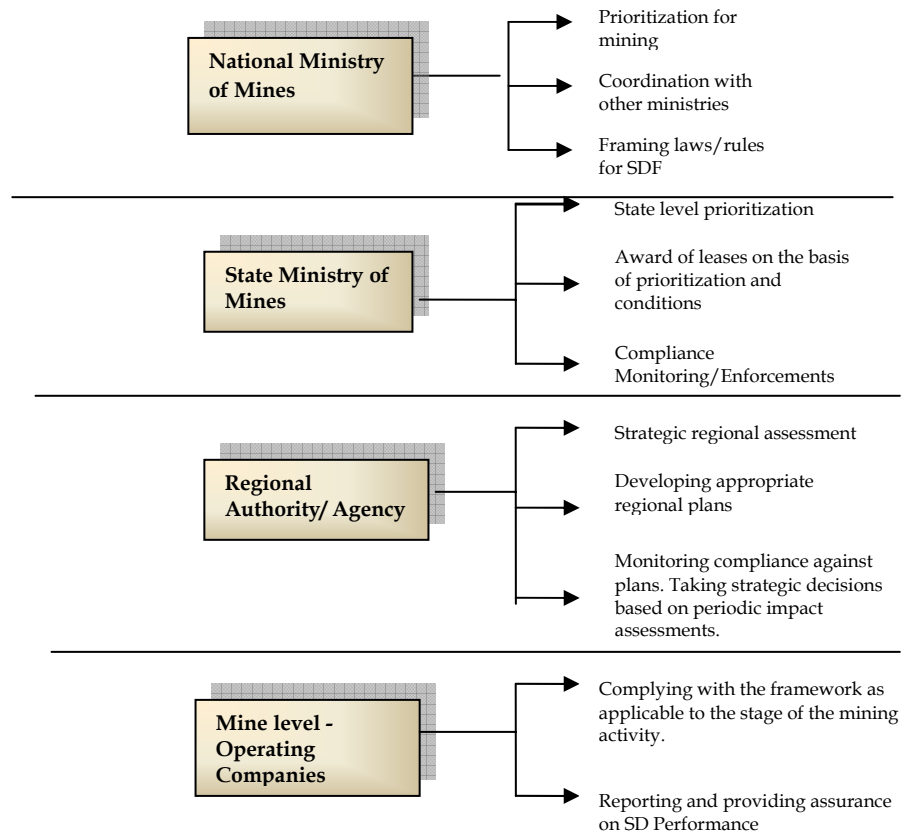 National Ministry
of Mines
Prioritization for
mining
Coordination with
other ministries
Framing laws/rules
for SDF
State Ministry of
Mines
State level prioritization
Award of leases on the basis
of prioritization and
conditions
Compliance
Monitoring/Enforcements
Regional
Authority/ Agency
Strategic regional assessment
Developing appropriate
regional plans
Monitoring compliance against
plans. Taking strategic decisions
based on periodic impact
assessments.
Mine level -
Operating
Companies
Complying with the framework as
applicable to the stage of the mining
activity.
Reporting and providing assurance
on SD Performance